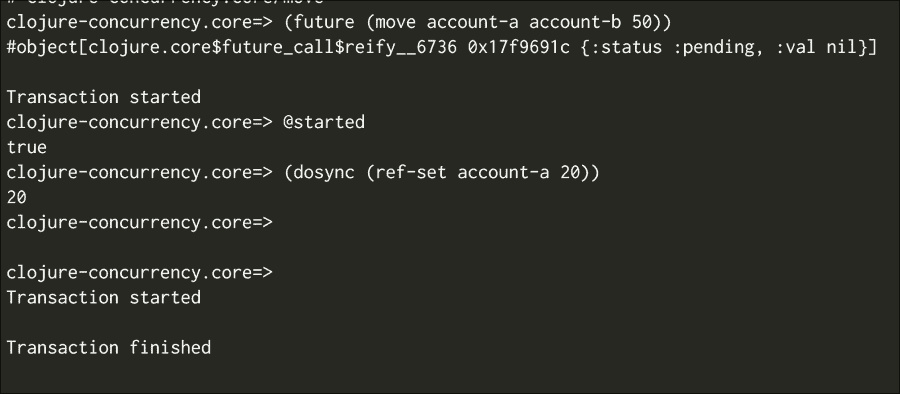 clojure-concurrency.core=> (future (move account-a account-b 50))
#object[clojure.core$future_call$reify__6736 0x17f9691c {:status :pending, :val nil}]
Transaction started
clojure-concurrency.core=> @started
true
clojure-concurrency.core=> (dosync (ref-set account-a 20))
20
clojure-concurrency.core=>
clojure-concurrency.core=>
Transaction started
Transaction finished